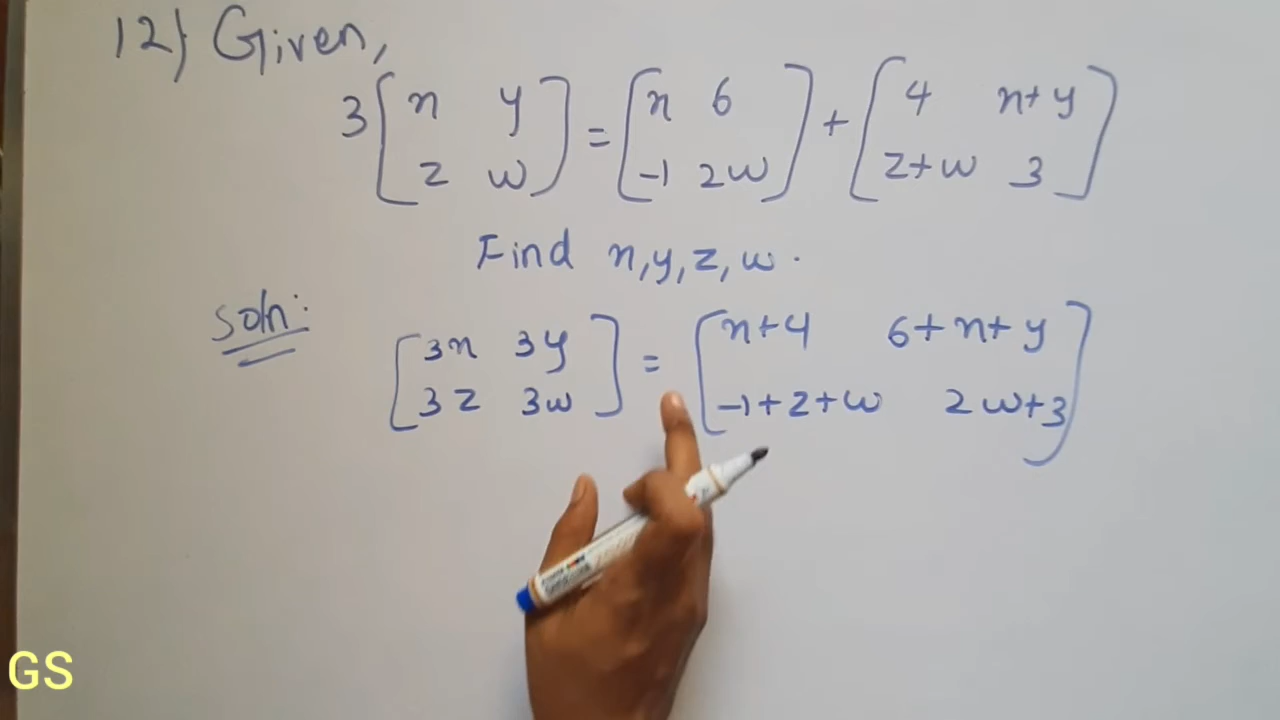 12) Given,
3[x y z w] = [x 6 -1 2w] + [4 x+y z+w 3]
Find x,y,z,w.
Soln:
[3x 3y 3z 3w] = [x+4 6+x+y -1+z+w 2w+3]
GS